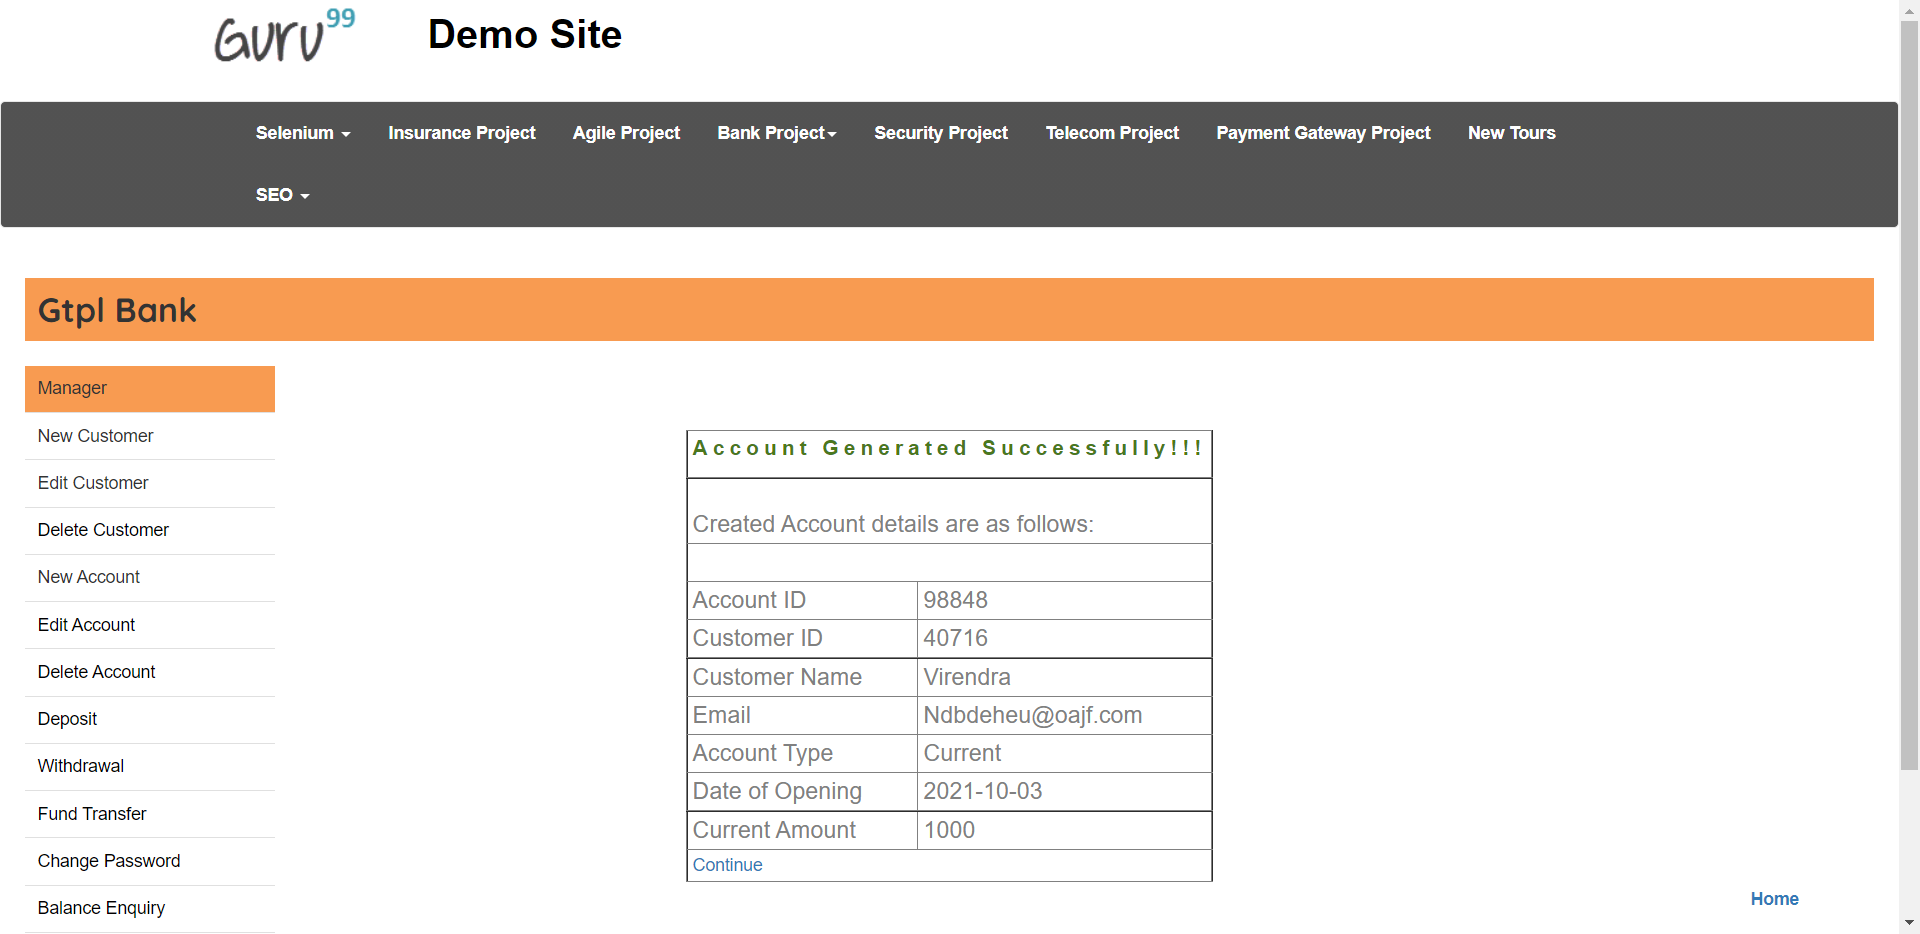 Guru99 Demo Site
Selenium Insurance Project Agile Project Bank Project Security Project Telecom Project Payment Gateway Project New Tours
SEO
Gtpl Bank
Manager
New Customer
Edit Customer
Delete Customer
New Account
Edit Account
Delete Account
Deposit
Withdrawal
Fund Transfer
Change Password
Balance Enquiry
Account Generated Successfully!!!
Created Account details are as follows:
Account ID 98848
Customer ID 40716
Customer Name Virendra
Email Ndbdeheu@oajf.com
Account Type Current
Date of Opening 2021-10-03
Current Amount 1000
Continue
Home